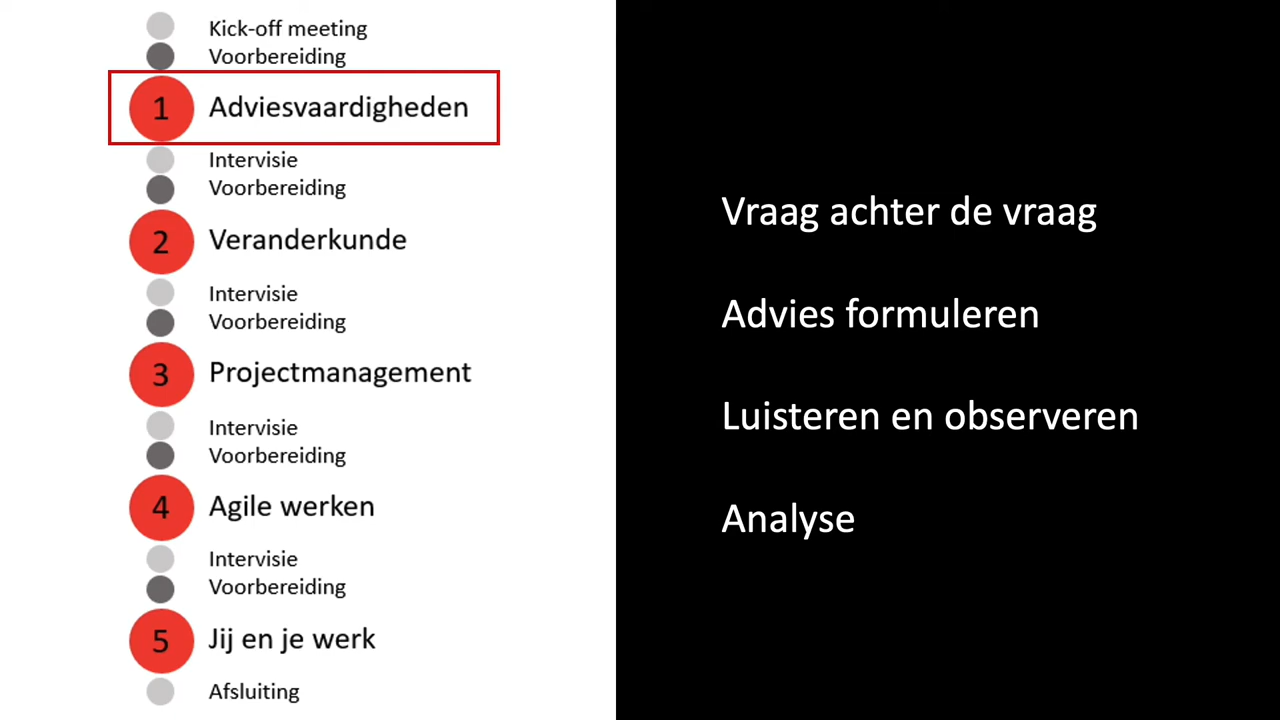 Kick-off meeting
Voorbereiding
1 Adviesvaardigheden
Intervisie
Voorbereiding
2 Veranderkunde
Intervisie
Voorbereiding
3 Projectmanagement
Intervisie
Voorbereiding
4 Agile werken
Intervisie
Voorbereiding
5 Jij en je werk
Afsluiting
Vraag achter de vraag
Advies formuleren
Luisteren en observeren
Analyse